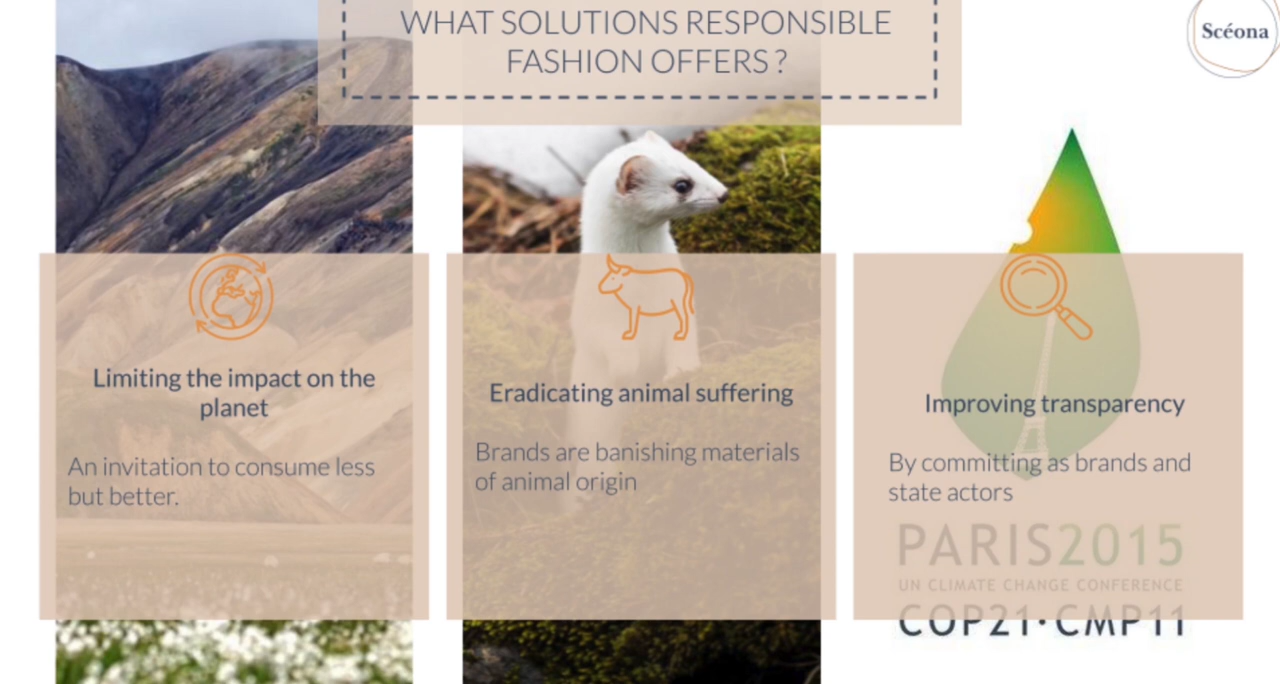 WHAT SOLUTIONS RESPONSIBLE
FASHION OFFERS ?
Scéona
Limiting the impact on the
planet
An invitation to consume less
but better.
Eradicating animal suffering
Brands are banishing materials
of animal origin
Improving transparency
By committing as brands and
state actors
PARIS2015
UN CLIMATE CHANGE CONFERENCE
COP21·CMP11